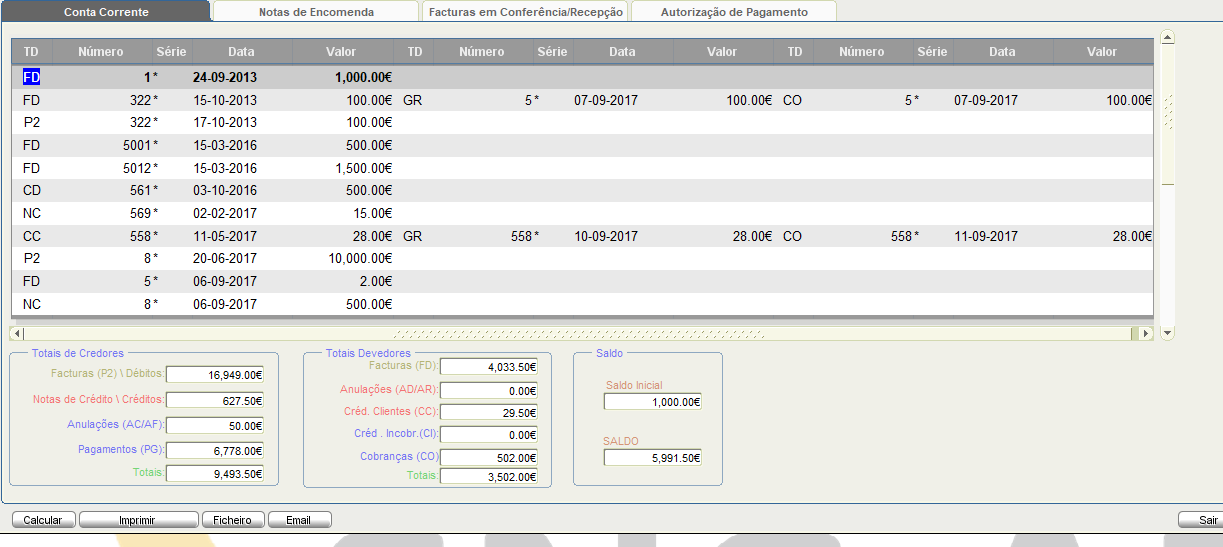 Conta Corrente Notas de Encomenda Facturas em Conferência/Recepção Autorização de Pagamento
TD Número Série Data Valor TD Número Série Data Valor TD Número Série Data Valor
FD 1 * 24-09-2013 1,000.00€
FD 322 * 15-10-2013 100.00€ GR 5 * 07-09-2017 100.00€ CO 5 * 07-09-2017 100.00€
P2 322 * 17-10-2013 100.00€
FD 5001 * 15-03-2016 500.00€
FD 5012 * 15-03-2016 1,500.00€
CD 561 * 03-10-2016 500.00€
NC 569 * 02-02-2017 15.00€
CC 558 * 11-05-2017 28.00€ GR 558 * 10-09-2017 28.00€ CO 558 * 11-09-2017 28.00€
P2 8 * 20-06-2017 10,000.00€
FD 5 * 06-09-2017 2.00€
NC 8 * 06-09-2017 500.00€
Totais de Credores
Facturas (P2) \ Débitos: 16,949.00€
Notas de Crédito \ Créditos: 627.50€
Anulações (AC/AF): 50.00€
Pagamentos (PG): 6,778.00€
Totais: 9,493.50€
Totais Devedores
Facturas (FD): 4,033.50€
Anulações (AD/AR): 0.00€
Créd. Clientes (CC): 29.50€
Créd . Incobr.(CI): 0.00€
Cobranças (CO) 502.00€
Totais: 3,502.00€
Saldo
Saldo Inicial
1,000.00€
SALDO
5,991.50€
Calcular Imprimir Ficheiro Email Sair